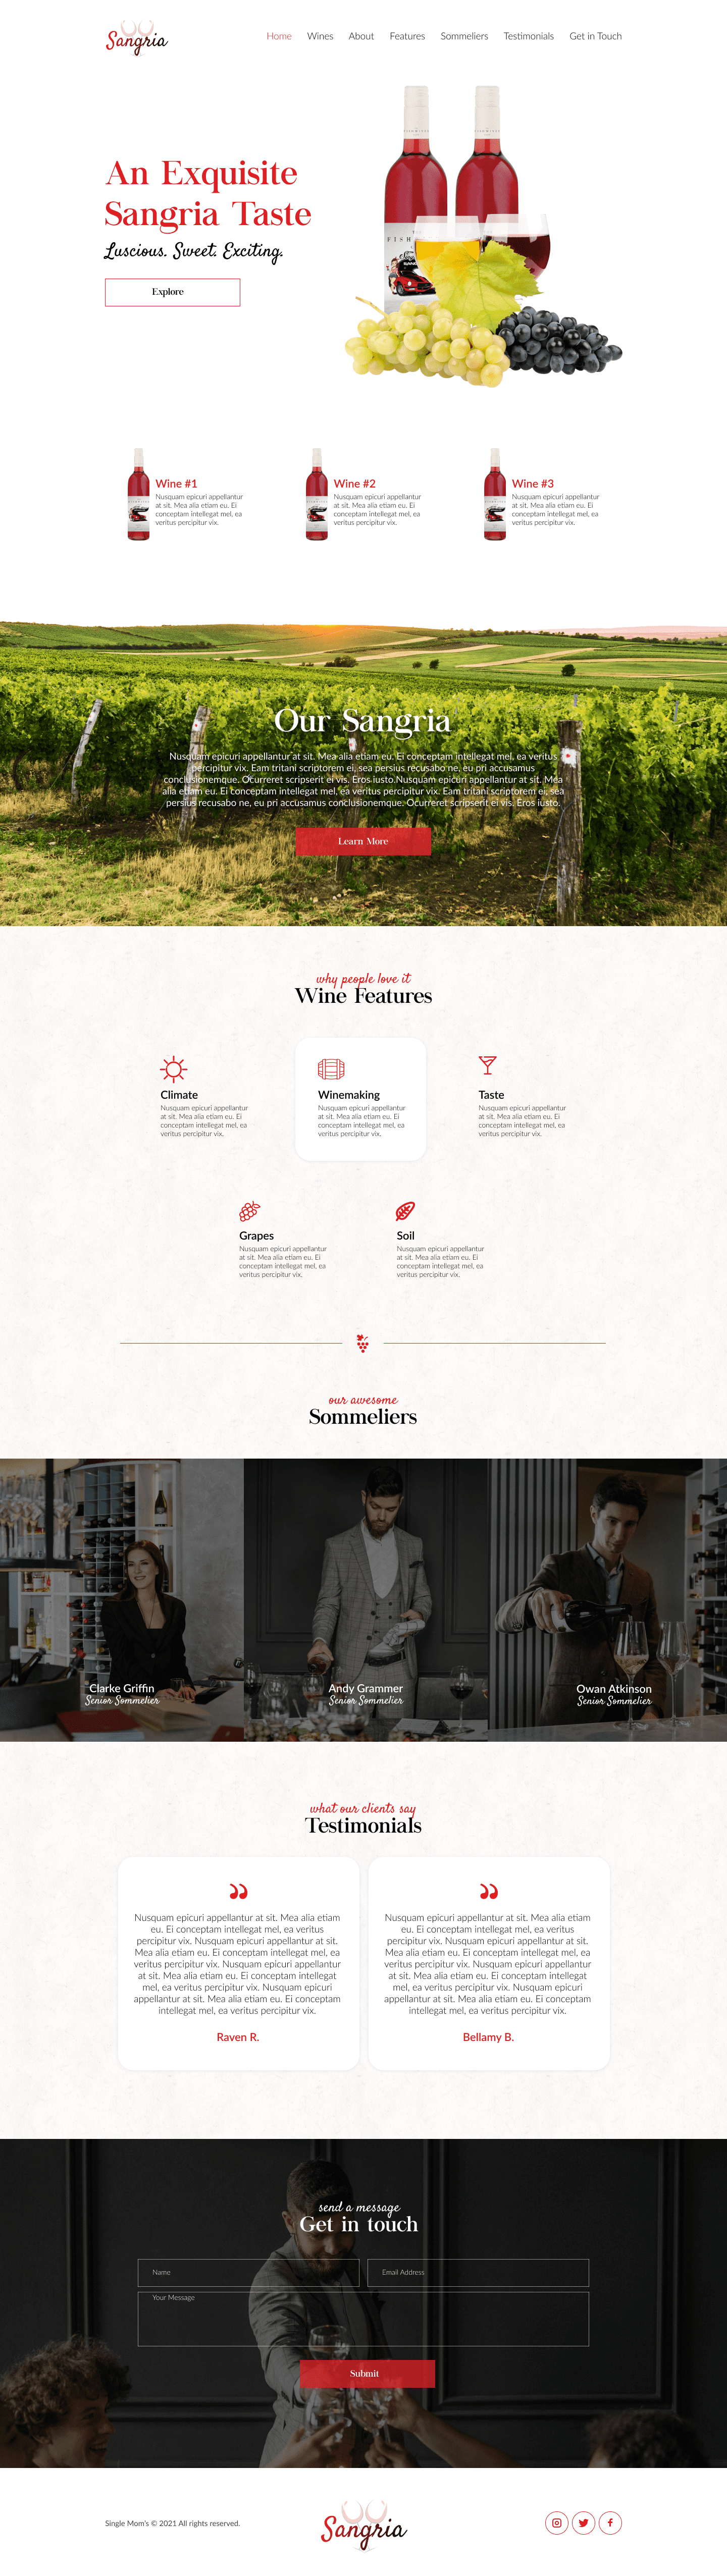 Sangria
Home Wines About Features Sommeliers Testimonials Get in Touch
An Exquisite
Sangria Taste
Luscious. Sweet. Exciting.
Explore
FISH
Wine #1
Nusquam epicuri appellantur
at sit. Mea alia etiam eu. Ei
conceptam intellegat mel, ea
veritus percipitur vix.
Wine #2
Nusquam epicuri appellantur
at sit. Mea alia etiam eu. Ei
conceptam intellegat mel, ea
veritus percipitur vix.
Wine #3
Nusquam epicuri appellantur
at sit. Mea alia etiam eu. Ei
conceptam intellegat mel, ea
veritus percipitur vix.
Our Sangria
Nusquam epicuri appellantur at sit. Mea alia etiam eu. Ei conceptam intellegat mel, ea veritus
percipitur vix. Eam tritani scriptorem ei, sea persius recusabo ne, eu pri accusamus
conclusionemque. Ocurreret scripserit ei vis. Eros iusto.Nusquam epicuri appellantur at sit. Mea
alia etiam eu. Ei conceptam intellegat mel, ea veritus percipitur vix. Eam tritani scriptorem ei, sea
persius recusabo ne, eu pri accusamus conclusionemque. Ocurreret scripserit ei vis. Eros iusto.
Learn More
why people love it
Wine Features
Climate
Nusquam epicuri appellantur
at sit. Mea alia etiam eu. Ei
conceptam intellegat mel, ea
veritus percipitur vix.
Winemaking
Nusquam epicuri appellantur
at sit. Mea alia etiam eu. Ei
conceptam intellegat mel, ea
veritus percipitur vix.
Taste
Nusquam epicuri appellantur
at sit. Mea alia etiam eu. Ei
conceptam intellegat mel, ea
veritus percipitur vix.
Grapes
Nusquam epicuri appellantur
at sit. Mea alia etiam eu. Ei
conceptam intellegat mel, ea
veritus percipitur vix.
Soil
Nusquam epicuri appellantur
at sit. Mea alia etiam eu. Ei
conceptam intellegat mel, ea
veritus percipitur vix.
our awesome
Sommeliers
Clarke Griffin
Senior Sommelier
Andy Grammer
Senior Sommelier
Owan Atkinson
Senior Sommelier
what our clients say
Testimonials
Nusquam epicuri appellantur at sit. Mea alia etiam
eu. Ei conceptam intellegat mel, ea veritus
percipitur vix. Nusquam epicuri appellantur at sit.
Mea alia etiam eu. Ei conceptam intellegat mel, ea
veritus percipitur vix. Nusquam epicuri appellantur
at sit. Mea alia etiam eu. Ei conceptam intellegat
mel, ea veritus percipitur vix. Nusquam epicuri
appellantur at sit. Mea alia etiam eu. Ei conceptam
intellegat mel, ea veritus percipitur vix.
Raven R.
Nusquam epicuri appellantur at sit. Mea alia etiam
eu. Ei conceptam intellegat mel, ea veritus
percipitur vix. Nusquam epicuri appellantur at sit.
Mea alia etiam eu. Ei conceptam intellegat mel, ea
veritus percipitur vix. Nusquam epicuri appellantur
at sit. Mea alia etiam eu. Ei conceptam intellegat
mel, ea veritus percipitur vix. Nusquam epicuri
appellantur at sit. Mea alia etiam eu. Ei conceptam
intellegat mel, ea veritus percipitur vix.
Bellamy B.
send a message
Get in touch
Name
Email Address
Your Message
Submit
Single Mom's © 2021 All rights reserved.
Sangria